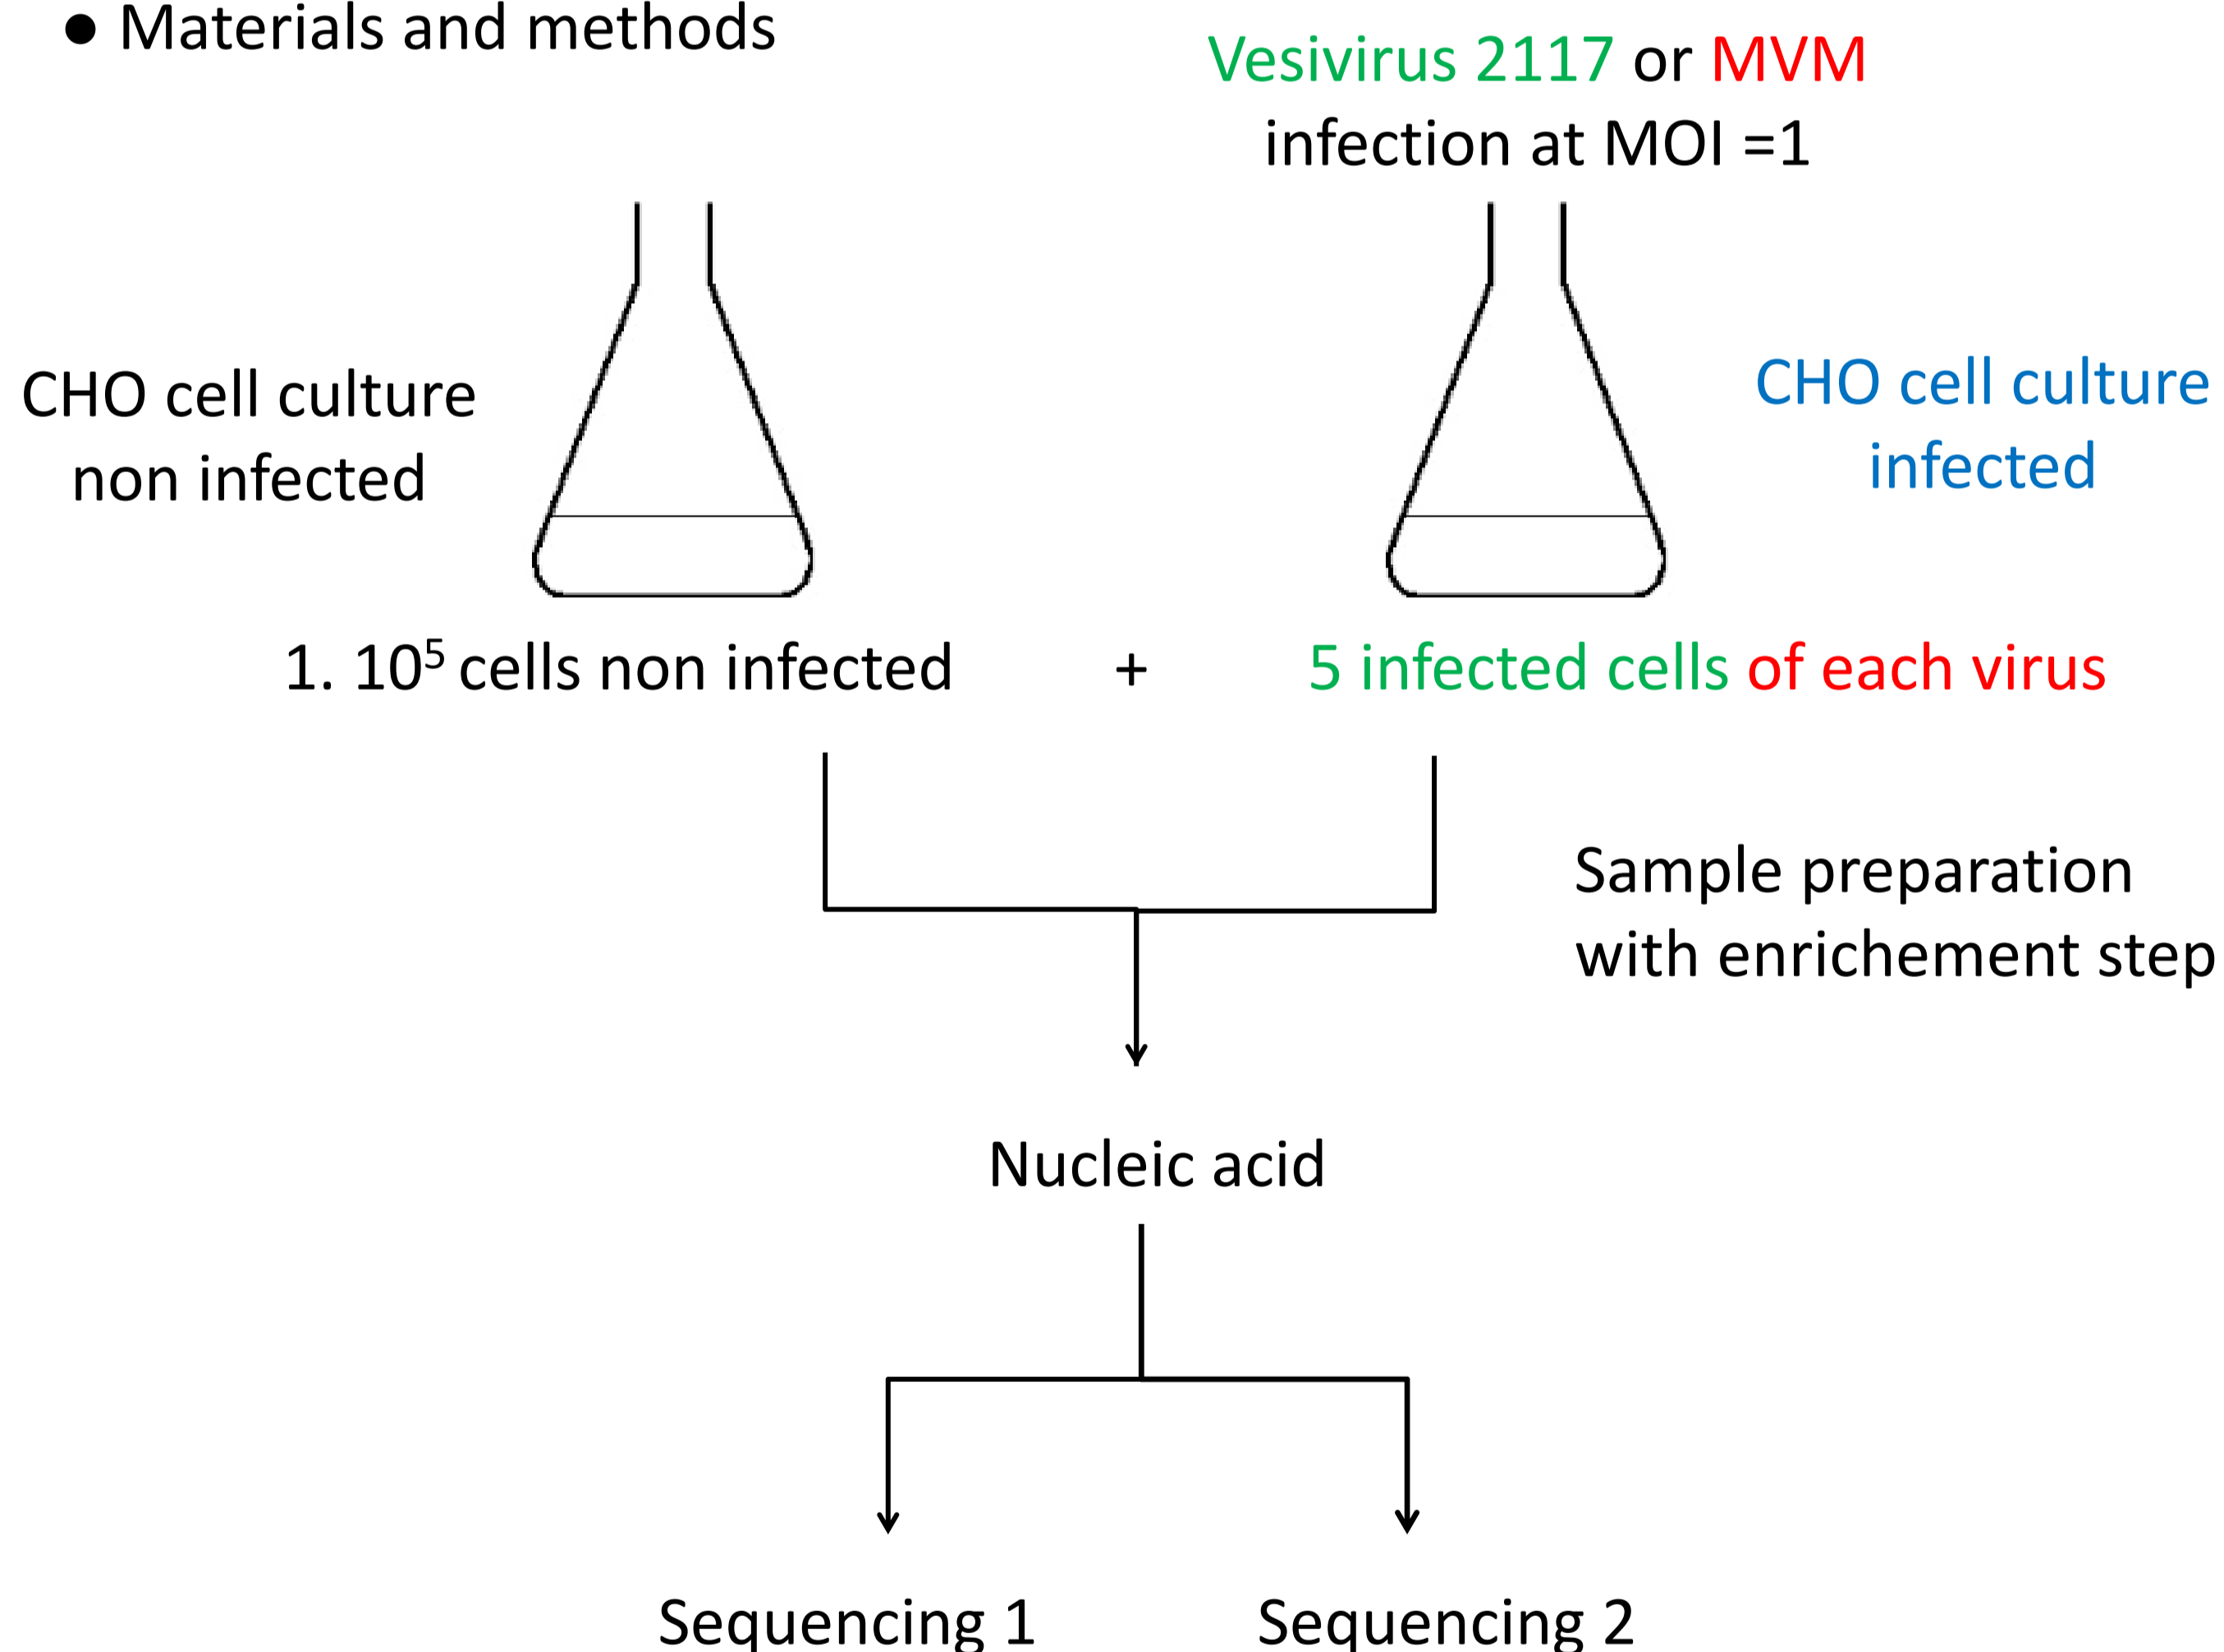 ● Materials and methods
Vesivirus 2117 or MVM
infection at MOI =1
CHO cell culture
non infected
CHO cell culture
infected
1. 10⁵ cells non infected + 5 infected cells of each virus
Sample preparation
with enrichement step
Nucleic acid
Sequencing 1 Sequencing 2